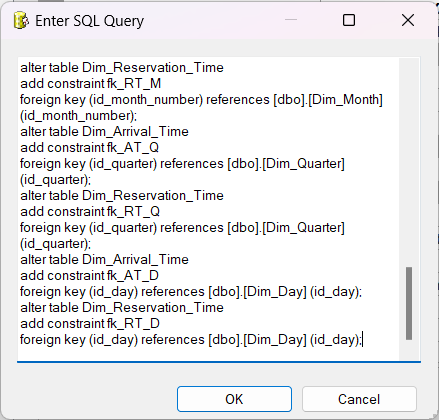 Enter SQL Query
alter table Dim_Reservation_Time
add constraint fk_RT_M
foreign key (id_month_number) references [dbo].[Dim_Month]
(id_month_number);
alter table Dim_Arrival_Time
add constraint fk_AT_Q
foreign key (id_quarter) references [dbo].[Dim_Quarter]
(id_quarter);
alter table Dim_Reservation_Time
add constraint fk_RT_Q
foreign key (id_quarter) references [dbo].[Dim_Quarter]
(id_quarter);
alter table Dim_Arrival_Time
add constraint fk_AT_D
foreign key (id_day) references [dbo].[Dim_Day] (id_day);
alter table Dim_Reservation_Time
add constraint fk_RT_D
foreign key (id_day) references [dbo].[Dim_Day] (id_day);
OK
Cancel